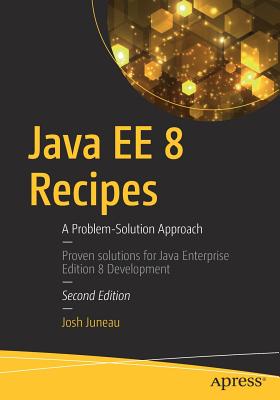 Java EE 8
Recipes
A Problem-Solution Approach
Proven solutions for Java Enterprise
Edition 8 Development
Second Edition
Josh Juneau
Apress®